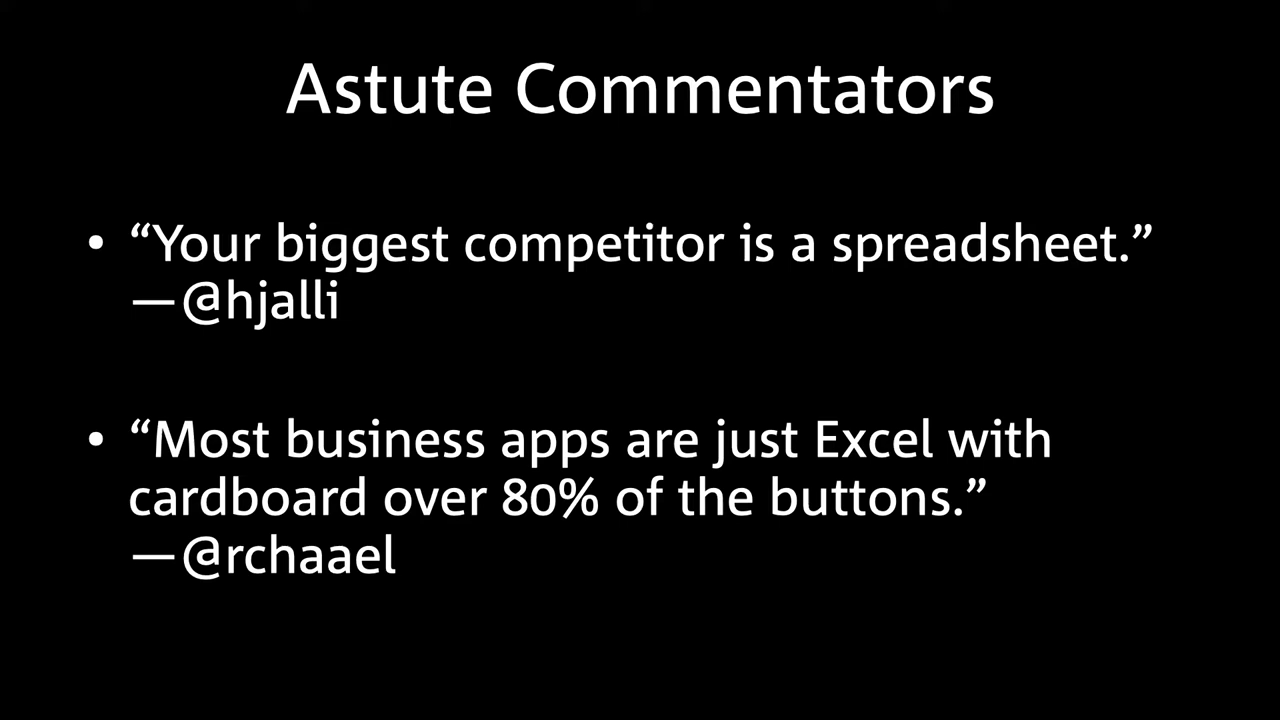 Astute Commentators
• “Your biggest competitor is a spreadsheet.”
—@hjalli
• “Most business apps are just Excel with
cardboard over 80% of the buttons.”
—@rchaael